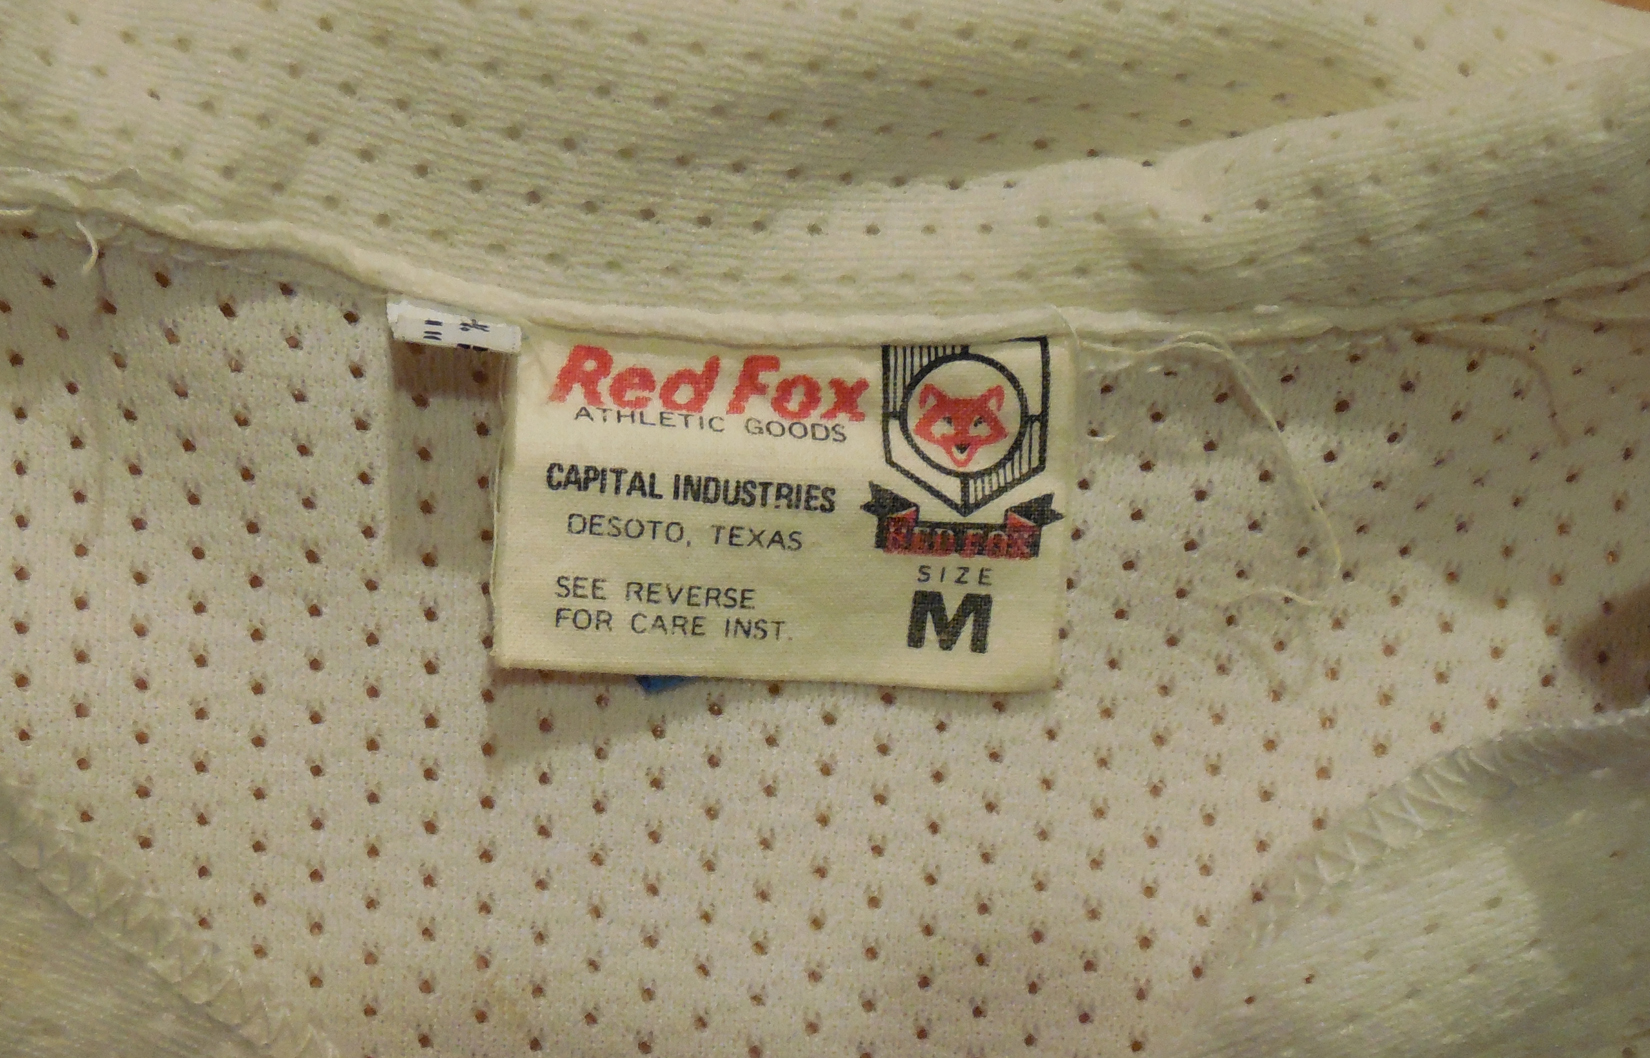 Red Fox
ATHLETIC GOODS
CAPITAL INDUSTRIES
DESOTO, TEXAS
SEE REVERSE
FOR CARE INST.
RED FOX
SIZE
M